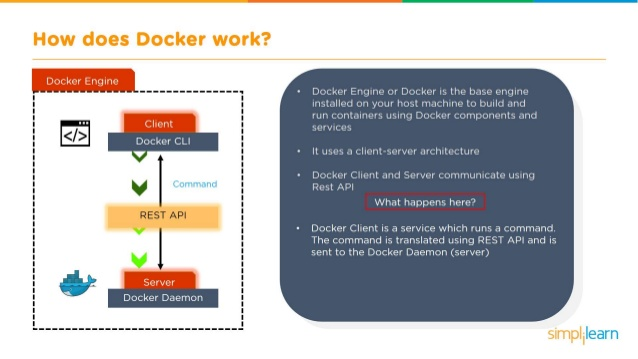 How does Docker work?
Docker Engine
Client
Docker CLI
</>
Command
REST API
Server
Docker Daemon
• Docker Engine or Docker is the base engine
installed on your host machine to build and
run containers using Docker components and
services
• It uses a client-server architecture
• Docker Client and Server communicate using
Rest API
What happens here?
• Docker Client is a service which runs a command.
The command is translated using REST API and is
sent to the Docker Daemon (server)
simplilearn